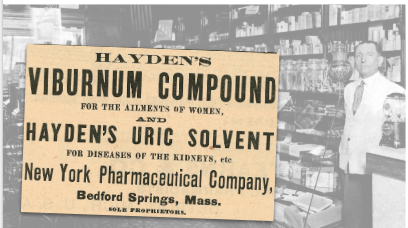 HAYDEN'S
VIBURNUM COMPOUND
FOR THE AILMENTS OF WOMEN,
AND
HAYDEN'S URIC SOLVENT
FOR DISEASES OF THE KIDNEYS, etc
New York Pharmaceutical Company,
Bedford Springs, Mass.
SOLE PROPRIETORS.